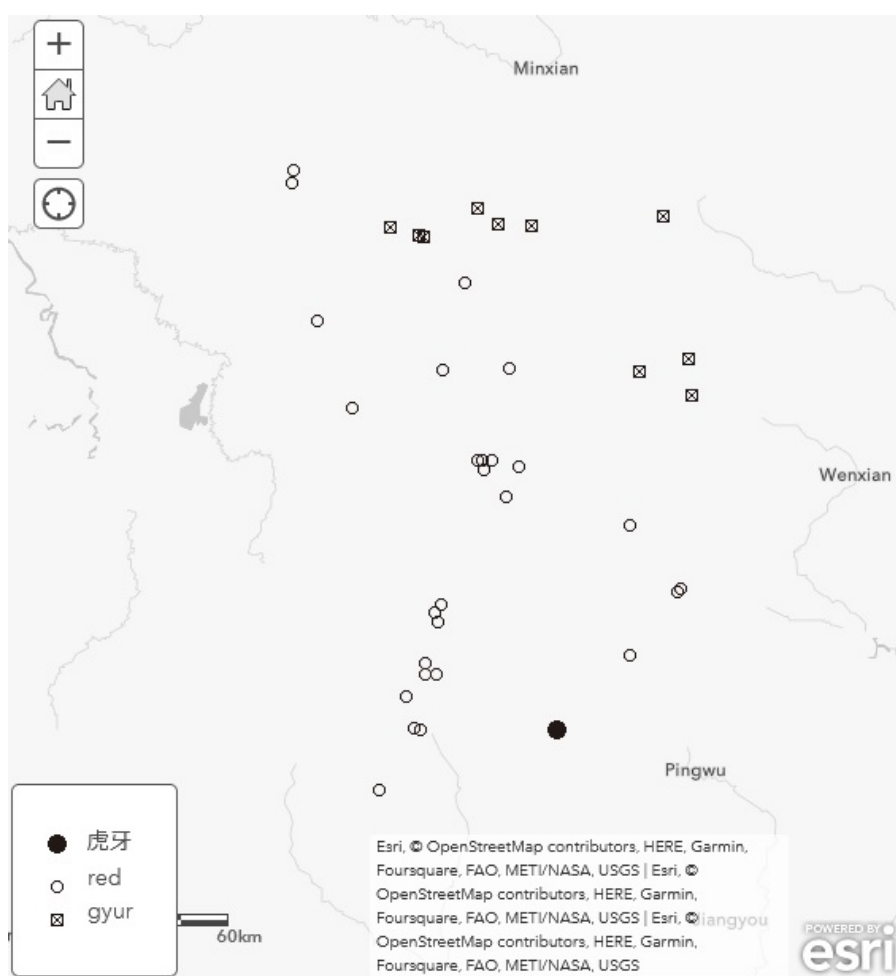 +
Minxian
−
Wenxian
Pingwu
虎牙
red
gyur
60km
Esri, © OpenStreetMap contributors, HERE, Garmin,
Foursquare, FAO, METI/NASA, USGS | Esri, ©
OpenStreetMap contributors, HERE, Garmin,
Foursquare, FAO, METI/NASA, USGS | Esri, ©
OpenStreetMap contributors, HERE, Garmin,
Foursquare, FAO, METI/NASA, USGS
Jiangyou
POWERED BY
esri